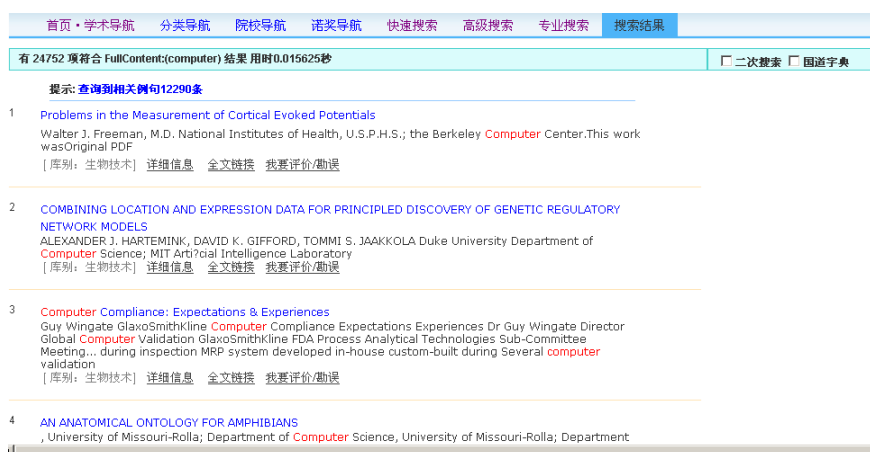 首页·学术导航 分类导航 院校导航 诺奖导航 快速搜索 高级搜索 专业搜索 搜索结果
有 24752 项符合 FullContent:(computer) 结果 用时0.015625秒 二次搜索 国道字典
提示: 查询到相关例句12290条
1 Problems in the Measurement of Cortical Evoked Potentials
Walter J. Freeman, M.D. National Institutes of Health, U.S.P.H.S.; the Berkeley Computer Center.This work
wasOriginal PDF
[库别: 生物技术] 详细信息 全文链接 我要评价/勘误
2 COMBINING LOCATION AND EXPRESSION DATA FOR PRINCIPLED DISCOVERY OF GENETIC REGULATORY
NETWORK MODELS
ALEXANDER J. HARTEMINK, DAVID K. GIFFORD, TOMMI S. JAAKKOLA Duke University Department of
Computer Science; MIT Arti?cial Intelligence Laboratory
[库别: 生物技术] 详细信息 全文链接 我要评价/勘误
3 Computer Compliance: Expectations & Experiences
Guy Wingate GlaxoSmithKline Computer Compliance Expectations Experiences Dr Guy Wingate Director
Global Computer Validation GlaxoSmithKline FDA Process Analytical Technologies Sub-Committee
Meeting... during inspection MRP system developed in-house custom-built during Several computer
validation
[库别: 生物技术] 详细信息 全文链接 我要评价/勘误
4 AN ANATOMICAL ONTOLOGY FOR AMPHIBIANS
, University of Missouri-Rolla; Department of Computer Science, University of Missouri-Rolla; Department